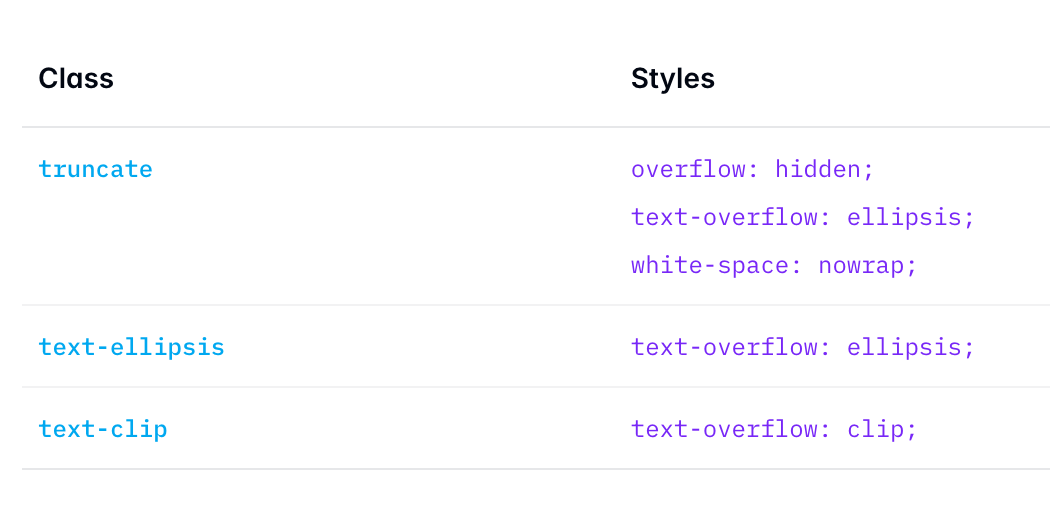 Class Styles
truncate overflow: hidden;
text-overflow: ellipsis;
white-space: nowrap;
text-ellipsis text-overflow: ellipsis;
text-clip text-overflow: clip;